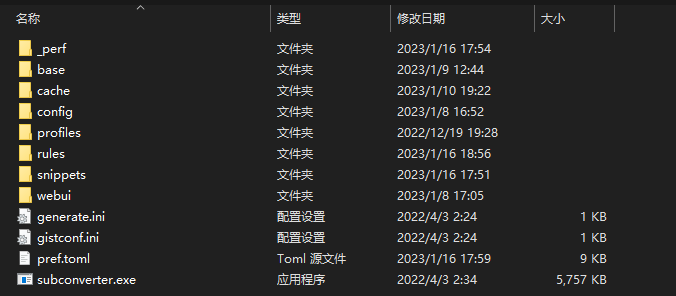 名称 类型 修改日期 大小
_perf 文件夹 2023/1/16 17:54
base 文件夹 2023/1/9 12:44
cache 文件夹 2023/1/10 19:22
config 文件夹 2023/1/8 16:52
profiles 文件夹 2022/12/19 19:28
rules 文件夹 2023/1/16 18:56
snippets 文件夹 2023/1/16 17:51
webui 文件夹 2023/1/8 17:05
generate.ini 配置设置 2022/4/3 2:24 1 KB
gistconf.ini 配置设置 2022/4/3 2:24 1 KB
pref.toml Toml 源文件 2023/1/16 17:59 9 KB
subconverter.exe 应用程序 2022/4/3 2:34 5,757 KB